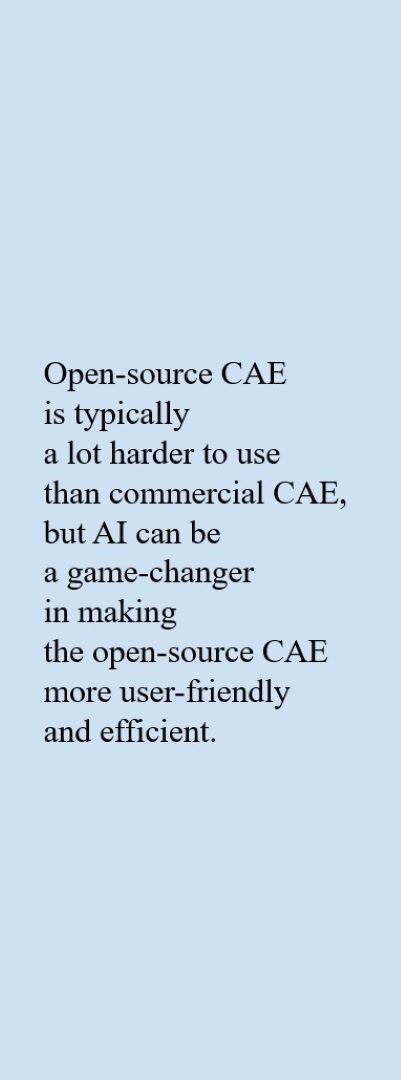 Open-source CAE
is typically
a lot harder to use
than commercial CAE,
but AI can be
a game-changer
in making
the open-source CAE
more user-friendly
and efficient.